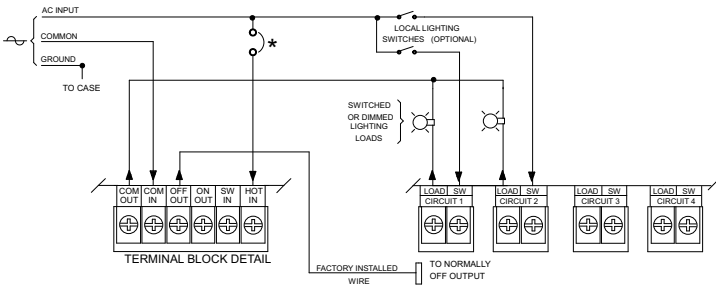 AC INPUT
COMMON
GROUND
TO CASE
*
LOCAL LIGHTING
SWITCHES (OPTIONAL)
SWITCHED
OR DIMMED
LIGHTING
LOADS
COM OUT
COM IN
OFF OUT
ON OUT
SW IN
HOT IN
TERMINAL BLOCK DETAIL
LOAD SW
CIRCUIT 1
LOAD SW
CIRCUIT 2
LOAD SW
CIRCUIT 3
LOAD SW
CIRCUIT 4
FACTORY INSTALLED
WIRE
TO NORMALLY
OFF OUTPUT